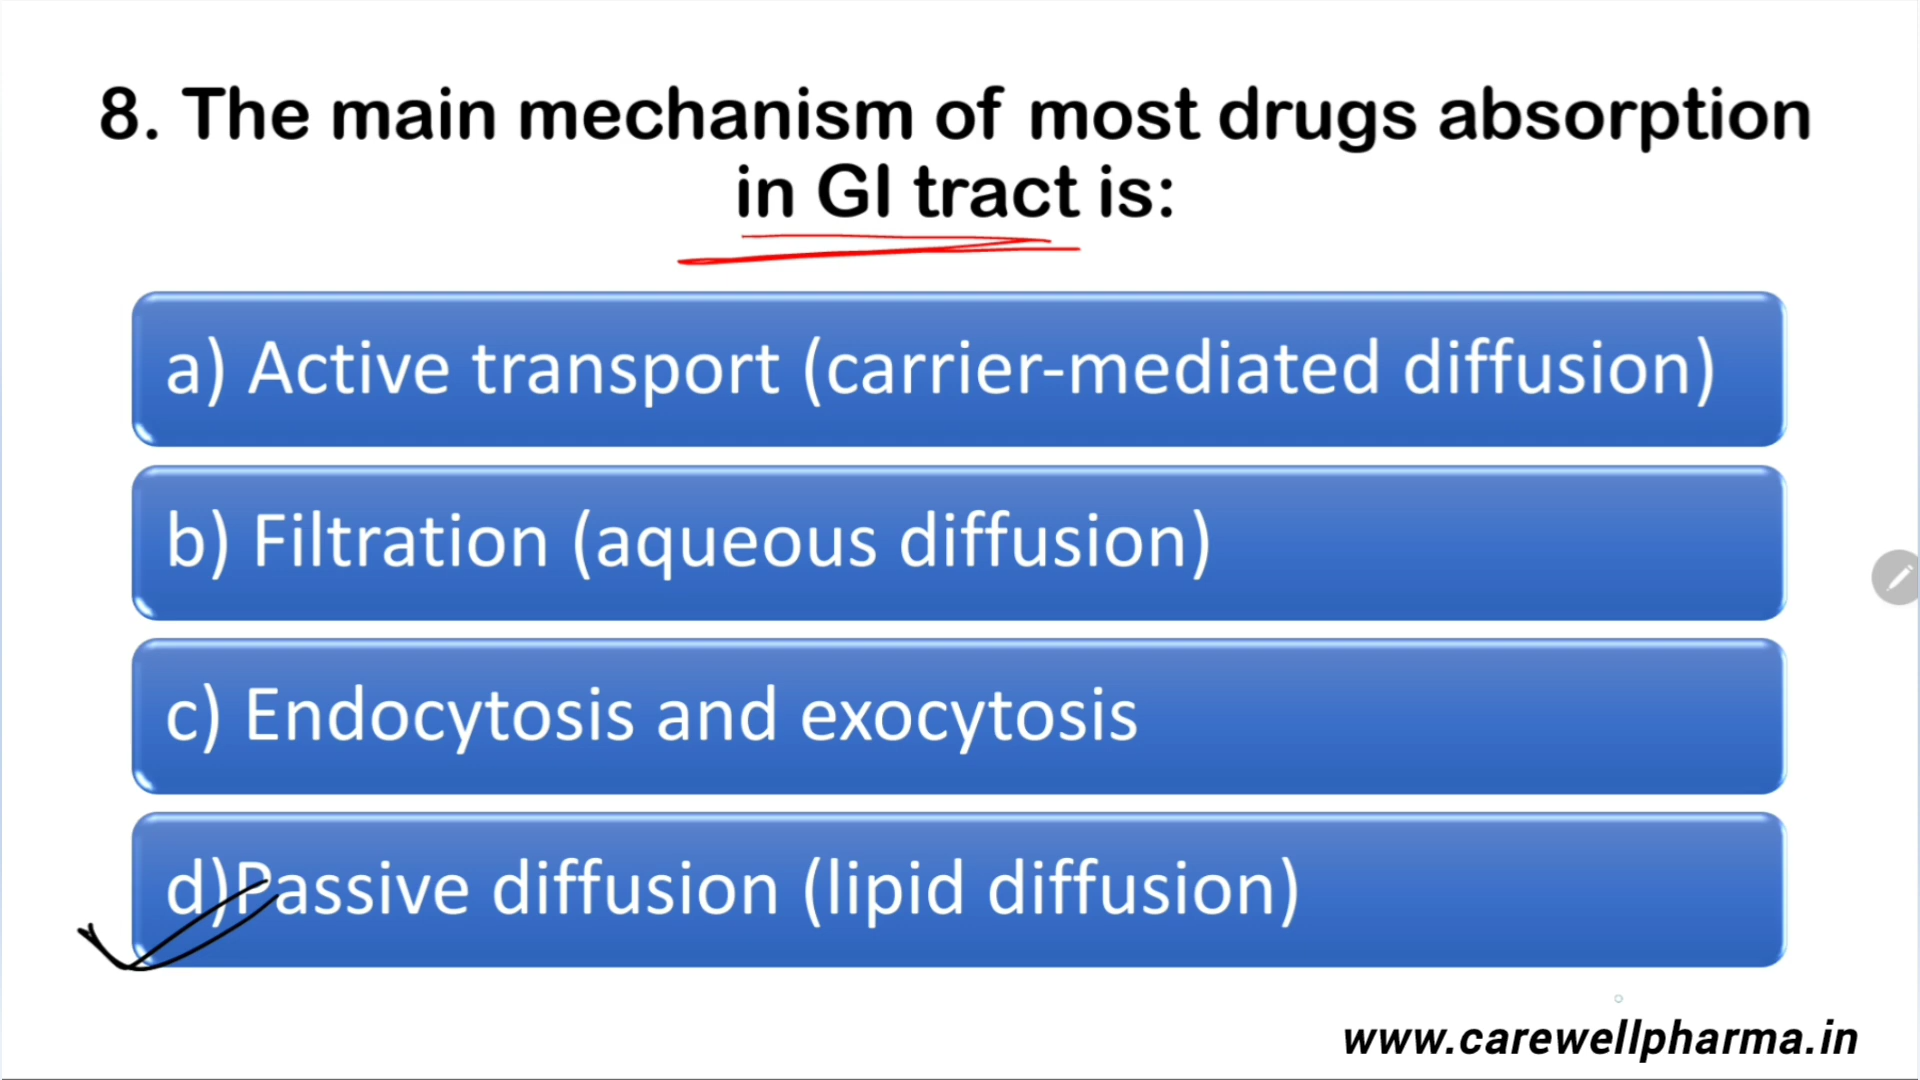 8. The main mechanism of most drugs absorption
in GI tract is:
a) Active transport (carrier-mediated diffusion)
b) Filtration (aqueous diffusion)
c) Endocytosis and exocytosis
d)Passive diffusion (lipid diffusion)
www.carewellpharma.in